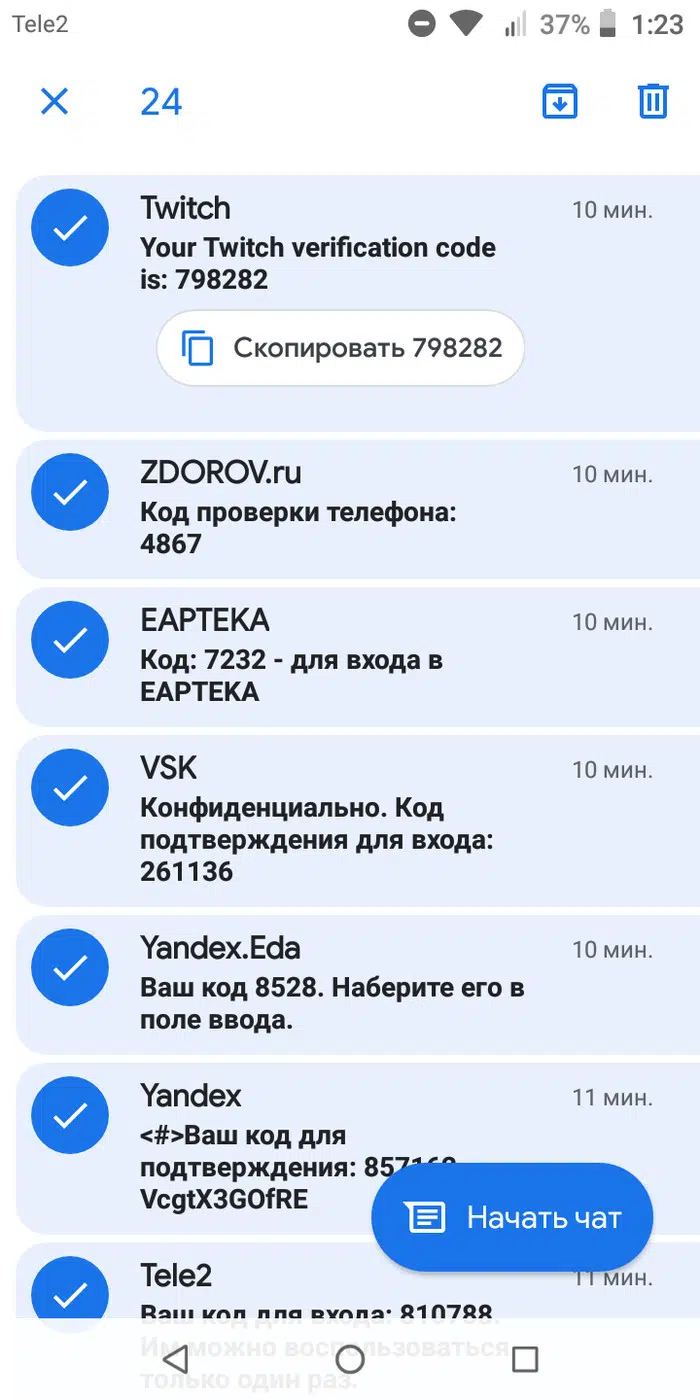 Tele2 37% 1:23
24
Twitch 10 мин.
Your Twitch verification code
is: 798282
Скопировать 798282
ZDOROV.ru 10 мин.
Код проверки телефона:
4867
EAPTEKA 10 мин.
Код: 7232 - для входа в
EAPTEKA
VSK 10 мин.
Конфиденциально. Код
подтверждения для входа:
261136
Yandex.Eda 10 мин.
Ваш код 8528. Наберите его в
поле ввода.
Yandex 11 мин.
<#>Ваш код для
подтверждения:
VcgtX3GOfRE
Начать чат
Tele2 11 мин.
Ваш код для входа: 810788.
Им можно воспользоваться
только один раз.